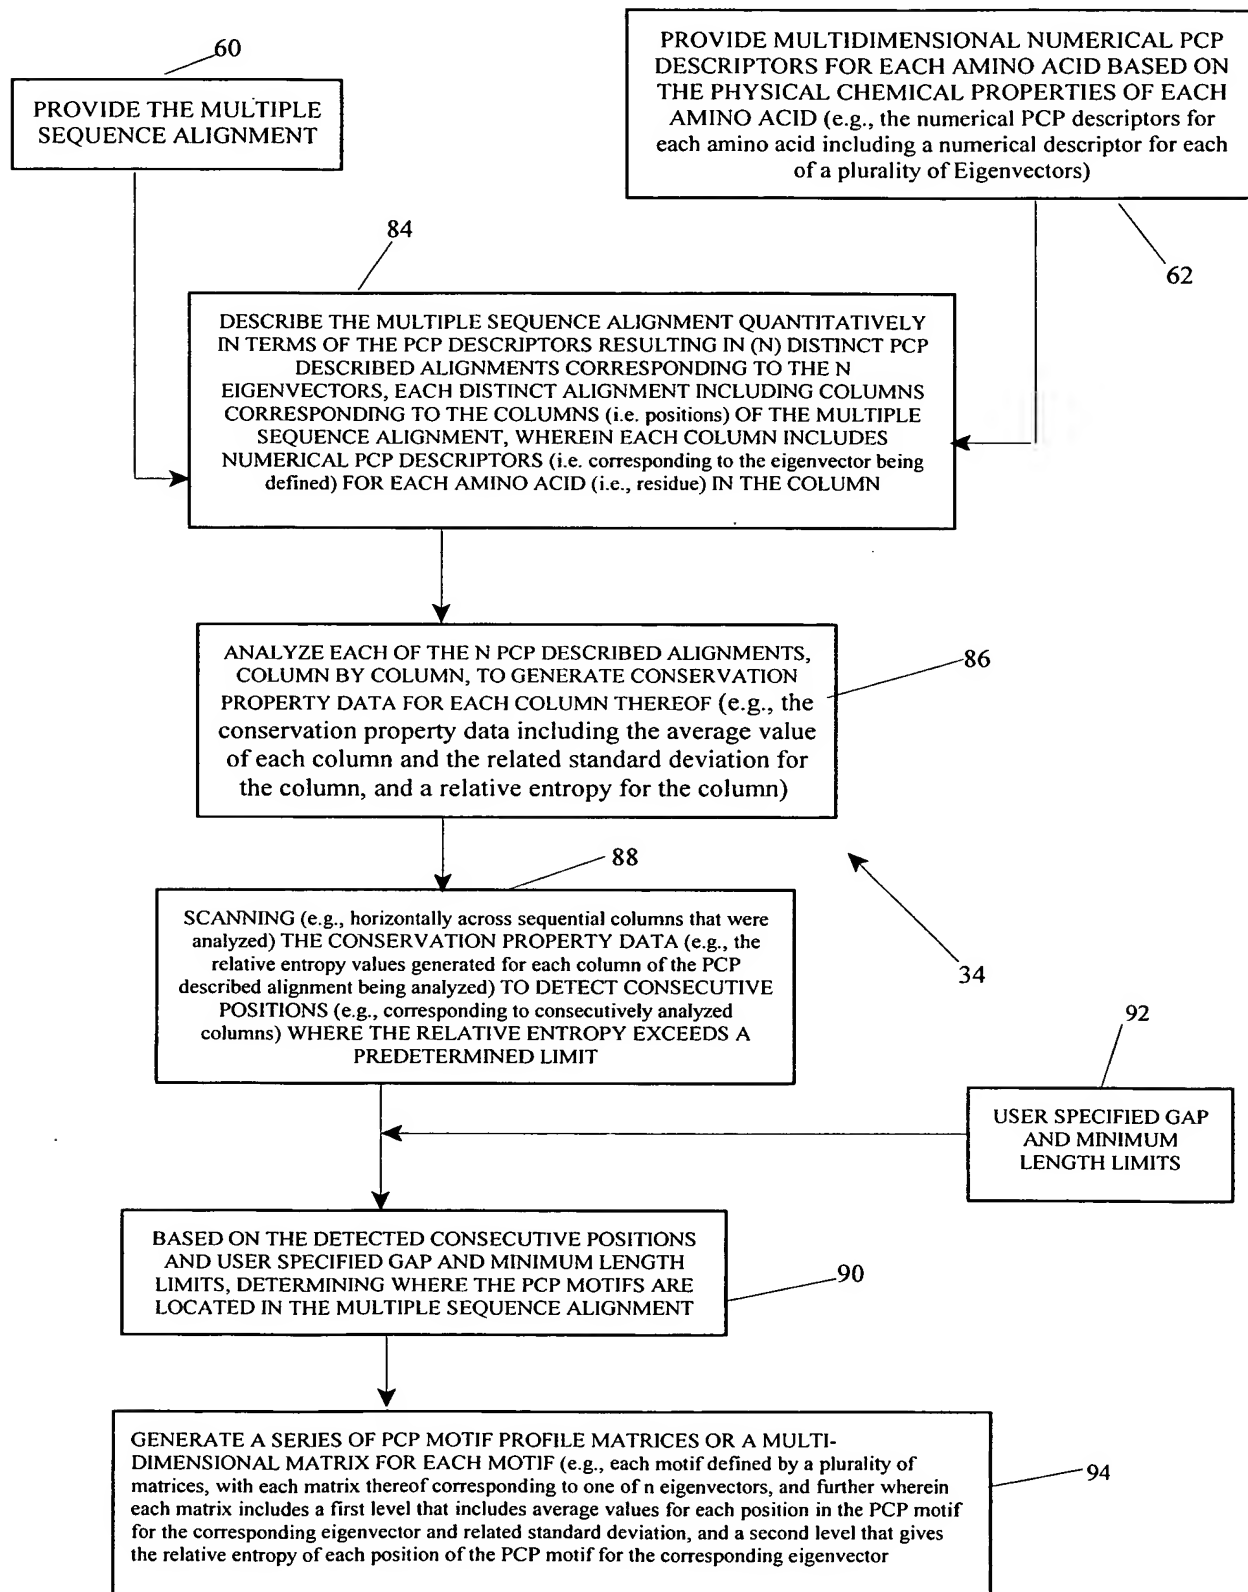 60
PROVIDE THE MULTIPLE
SEQUENCE ALIGNMENT
PROVIDE MULTIDIMENSIONAL NUMERICAL PCP
DESCRIPTORS FOR EACH AMINO ACID BASED ON
THE PHYSICAL CHEMICAL PROPERTIES OF EACH
AMINO ACID (e.g., the numerical PCP descriptors for
each amino acid including a numerical descriptor for each
of a plurality of Eigenvectors)
62
84
DESCRIBE THE MULTIPLE SEQUENCE ALIGNMENT QUANTITATIVELY
IN TERMS OF THE PCP DESCRIPTORS RESULTING IN (N) DISTINCT PCP
DESCRIBED ALIGNMENTS CORRESPONDING TO THE N
EIGENVECTORS, EACH DISTINCT ALIGNMENT INCLUDING COLUMNS
CORRESPONDING TO THE COLUMNS (i.e. positions) OF THE MULTIPLE
SEQUENCE ALIGNMENT, WHEREIN EACH COLUMN INCLUDES
NUMERICAL PCP DESCRIPTORS (i.e. corresponding to the eigenvector being
defined) FOR EACH AMINO ACID (i.e., residue) IN THE COLUMN
ANALYZE EACH OF THE N PCP DESCRIBED ALIGNMENTS,
COLUMN BY COLUMN, TO GENERATE CONSERVATION
PROPERTY DATA FOR EACH COLUMN THEREOF (e.g., the
conservation property data including the average value
of each column and the related standard deviation for
the column, and a relative entropy for the column)
86
88
SCANNING (e.g., horizontally across sequential columns that were
analyzed) THE CONSERVATION PROPERTY DATA (e.g., the
relative entropy values generated for each column of the PCP
described alignment being analyzed) TO DETECT CONSECUTIVE
POSITIONS (e.g., corresponding to consecutively analyzed
columns) WHERE THE RELATIVE ENTROPY EXCEEDS A
PREDETERMINED LIMIT
34
92
USER SPECIFIED GAP
AND MINIMUM
LENGTH LIMITS
BASED ON THE DETECTED CONSECUTIVE POSITIONS
AND USER SPECIFIED GAP AND MINIMUM LENGTH
LIMITS, DETERMINING WHERE THE PCP MOTIFS ARE
LOCATED IN THE MULTIPLE SEQUENCE ALIGNMENT
90
GENERATE A SERIES OF PCP MOTIF PROFILE MATRICES OR A MULTI-
DIMENSIONAL MATRIX FOR EACH MOTIF (e.g., each motif defined by a plurality of
matrices, with each matrix thereof corresponding to one of n eigenvectors, and further wherein
each matrix includes a first level that includes average values for each position in the PCP motif
for the corresponding eigenvector and related standard deviation, and a second level that gives
the relative entropy of each position of the PCP motif for the corresponding eigenvector
94